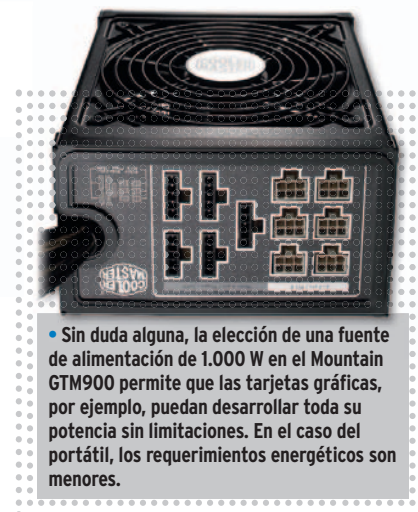 COOLER
MASTER
• Sin duda alguna, la elección de una fuente
de alimentación de 1.000 W en el Mountain
GTM900 permite que las tarjetas gráficas,
por ejemplo, puedan desarrollar toda su
potencia sin limitaciones. En el caso del
portátil, los requerimientos energéticos son
menores.